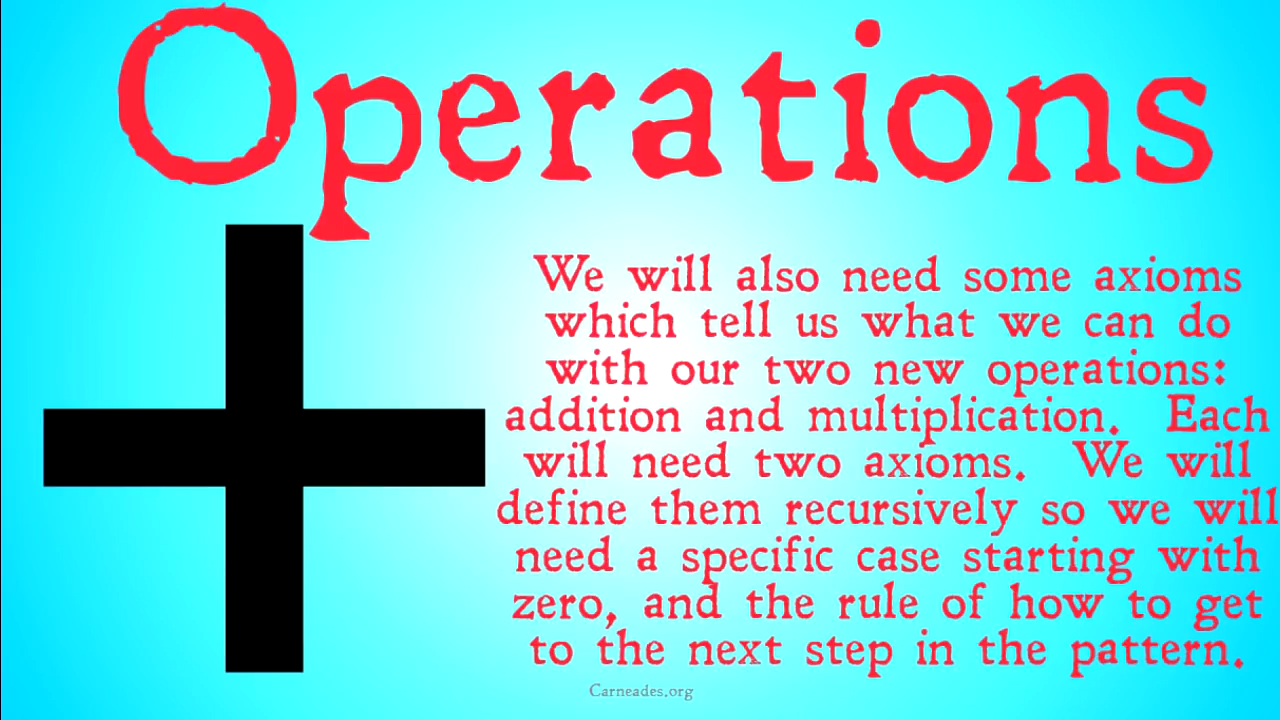 Operations
We will also need some axioms
which tell us what we can do
with our two new operations:
addition and multiplication. Each
will need two axioms. We will
define them recursively so we will
need a specific case starting with
zero, and the rule of how to get
to the next step in the pattern.
Carneades.org